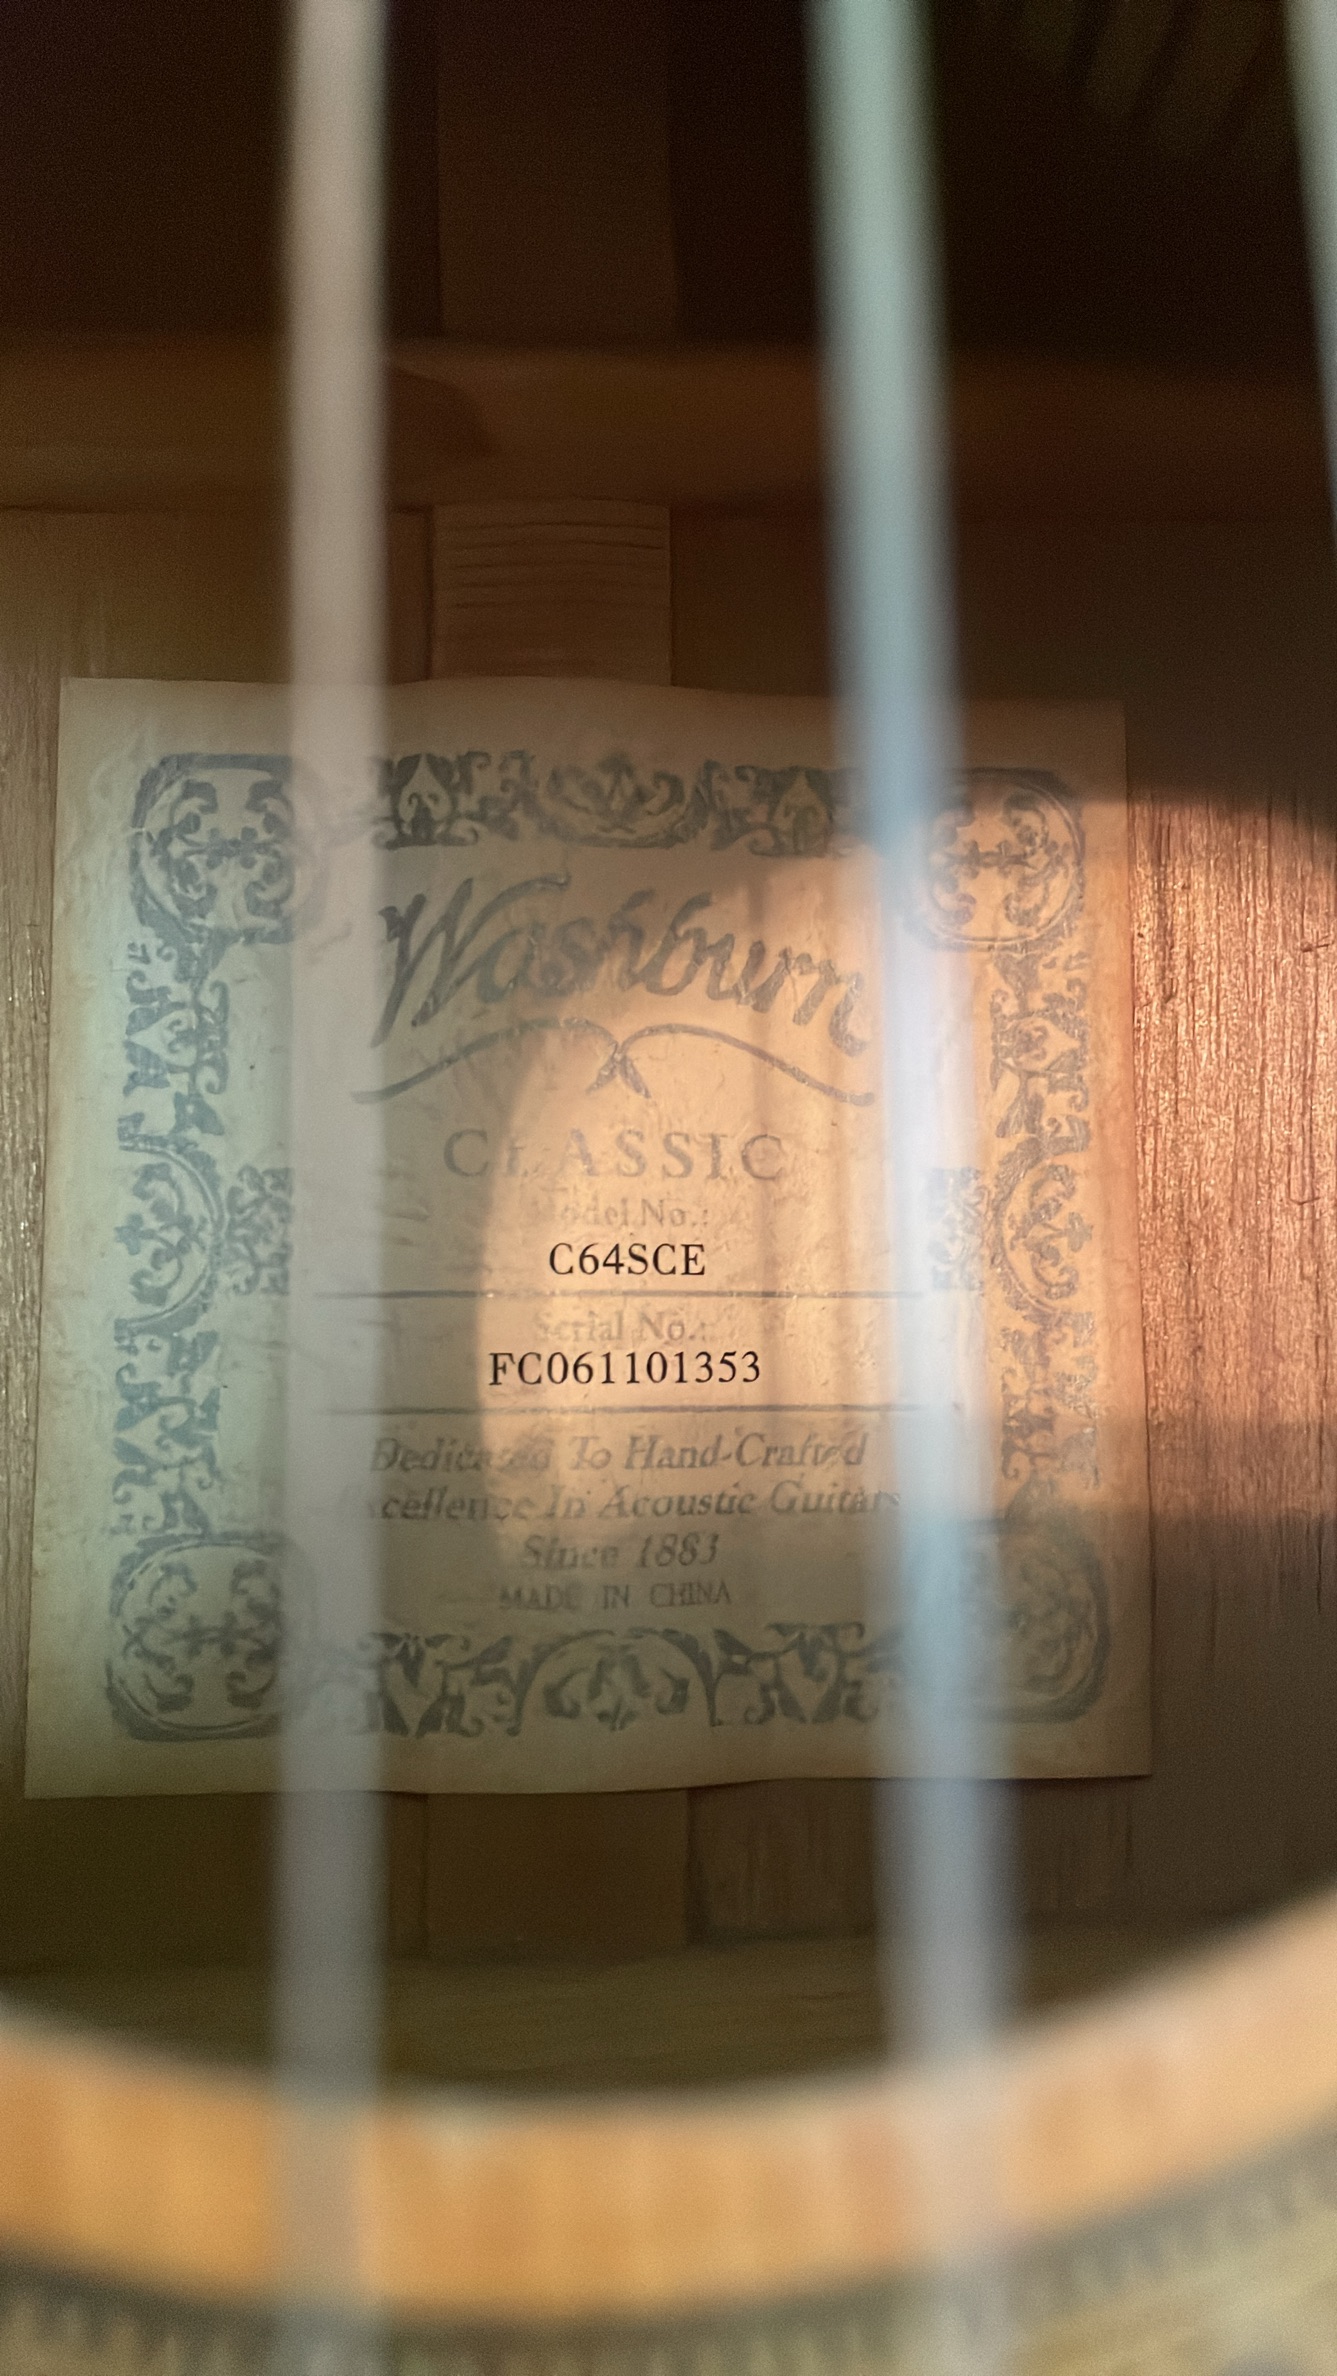 Washburn
CLASSIC
Model No.:
C64SCE
Serial No.:
FC061101353
Dedicated To Hand-Crafted
Excellence In Acoustic Guitars
Since 1883
MADE IN CHINA